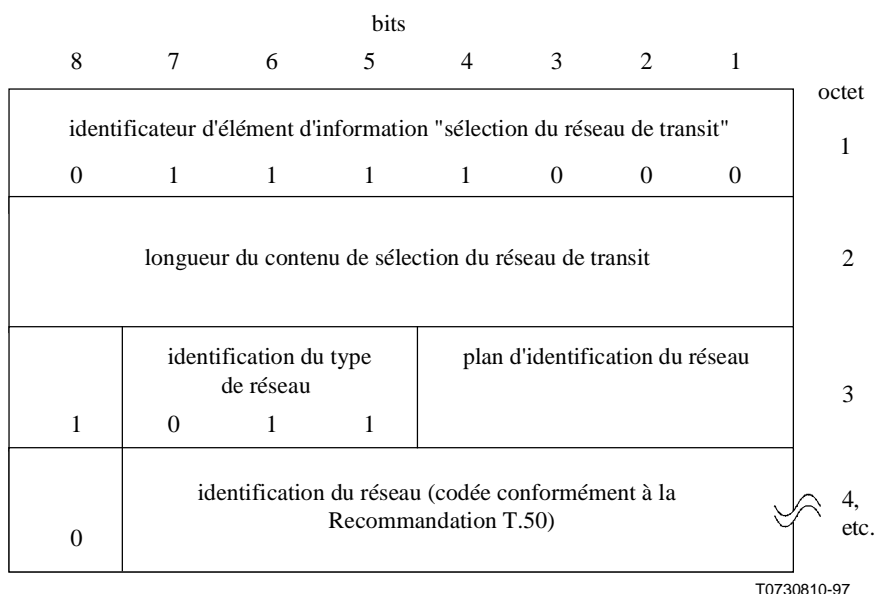 bits
8 7 6 5 4 3 2 1
octet
identificateur d'élément d'information "sélection du réseau de transit"
0 1 1 1 1 0 0 0
1
longueur du contenu de sélection du réseau de transit
2
identification du type
de réseau
plan d'identification du réseau
3
1 0 1 1
identification du réseau (codée conformément à la
Recommandation T.50)
0
4,
etc.
T0730810-97